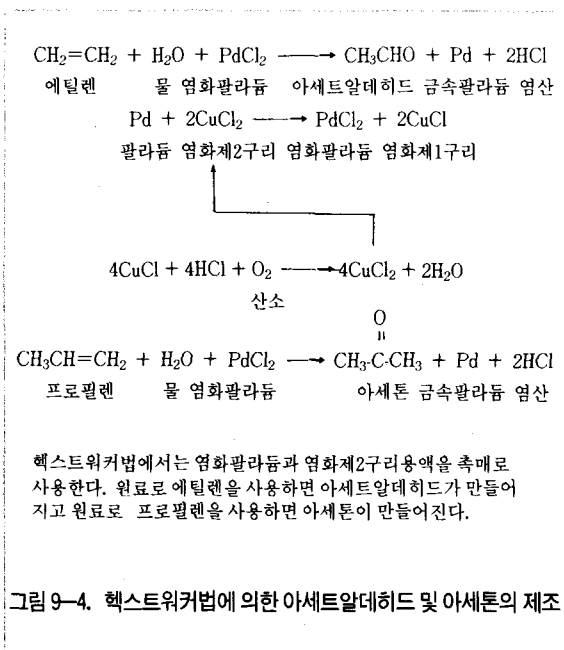 CH₂=CH₂ + H₂O + PdCl₂ ──→ CH₃CHO + Pd + 2HCl
에틸렌 물 염화팔라듐 아세트알데히드 금속팔라듐 염산
Pd + 2CuCl₂ ──→ PdCl₂ + 2CuCl
팔라듐 염화제2구리 염화팔라듐 염화제1구리
4CuCl + 4HCl + O₂ ──→4CuCl₂ + 2H₂O
산소
O
||
CH₃CH=CH₂ + H₂O + PdCl₂ ─→ CH₃-C-CH₃ + Pd + 2HCl
프로필렌 물 염화팔라듐 아세톤 금속팔라듐 염산
헥스트워커법에서는 염화팔라듐과 염화제2구리용액을 촉매로
사용한다. 원료로 에틸렌을 사용하면 아세트알데히드가 만들어
지고 원료로 프로필렌을 사용하면 아세톤이 만들어진다.
그림 9—4. 헥스트워커법에 의한 아세트알데히드 및 아세톤의 제조